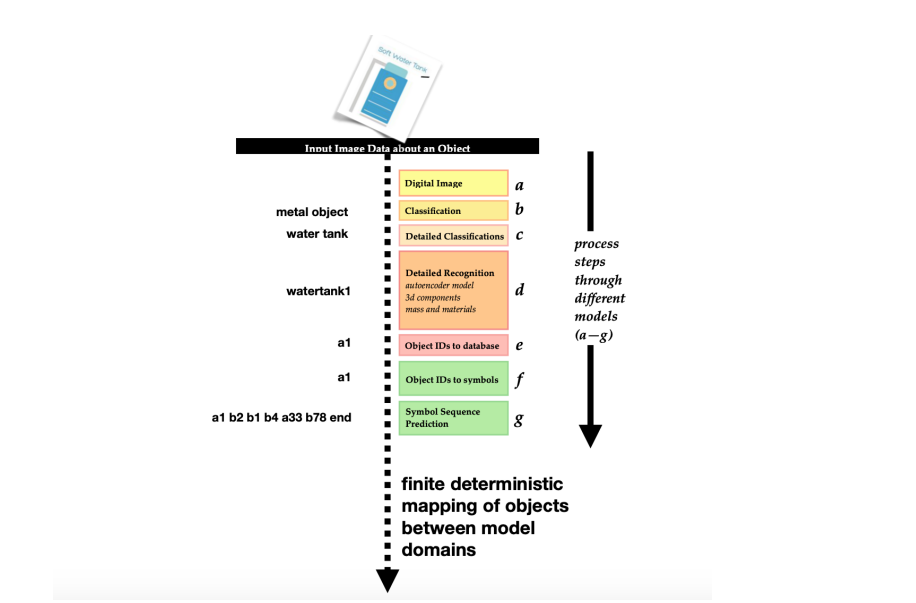 Soft Water Tank
Input Image Data about an Object
Digital Image
a
metal object
Classification
b
water tank
Detailed Classifications
c
watertank1
Detailed Recognition
autoencoder model
3d components
mass and materials
d
a1
Object IDs to database
e
a1
Object IDs to symbols
f
a1 b2 b1 b4 a33 b78 end
Symbol Sequence
Prediction
g
process
steps
through
different
models
(a—g)
finite deterministic
mapping of objects
between model
domains